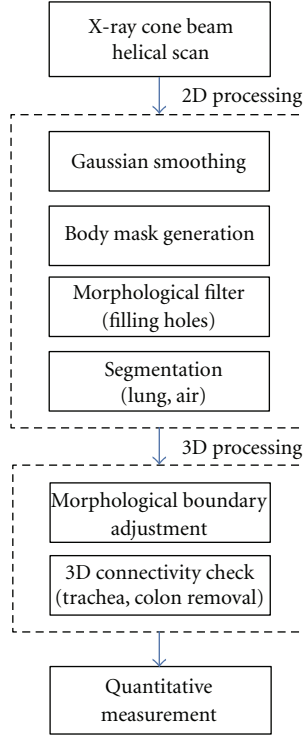 X-ray cone beam
helical scan
2D processing
Gaussian smoothing
Body mask generation
Morphological filter
(filling holes)
Segmentation
(lung, air)
3D processing
Morphological boundary
adjustment
3D connectivity check
(trachea, colon removal)
Quantitative
measurement